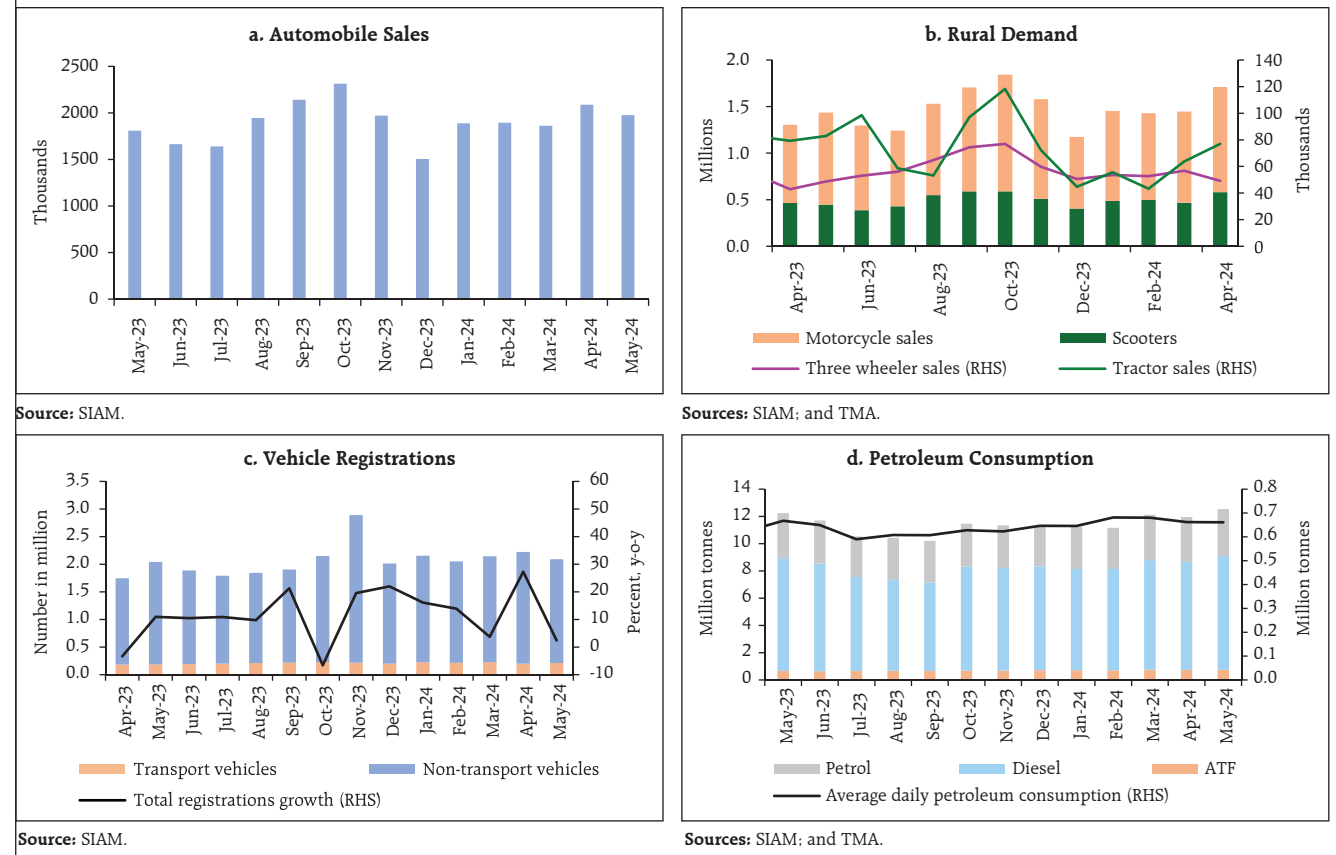 a. Automobile Sales
Thousands
2500
2000
1500
1000
500
0
May-23
Jun-23
Jul-23
Aug-23
Sep-23
Oct-23
Nov-23
Dec-23
Jan-24
Feb-24
Mar-24
Apr-24
May-24
Source: SIAM.
b. Rural Demand
Millions
2.0
1.5
1.0
0.5
0.0
140
120
100
80
60
40
20
0
Thousands
Apr-23
Jun-23
Aug-23
Oct-23
Dec-23
Feb-24
Apr-24
Motorcycle sales
Scooters
Three wheeler sales (RHS)
Tractor sales (RHS)
Sources: SIAM; and TMA.
c. Vehicle Registrations
Number in million
3.5
3.0
2.5
2.0
1.5
1.0
0.5
0.0
60
50
40
30
20
10
0
-10
Percent, y-o-y
Apr-23
May-23
Jun-23
Jul-23
Aug-23
Sep-23
Oct-23
Nov-23
Dec-23
Jan-24
Feb-24
Mar-24
Apr-24
May-24
Transport vehicles
Non-transport vehicles
Total registrations growth (RHS)
Source: SIAM.
d. Petroleum Consumption
Million tonnes
14
12
10
8
6
4
2
0
0.8
0.7
0.6
0.5
0.4
0.3
0.2
0.1
0.0
Million tonnes
May-23
Jun-23
Jul-23
Aug-23
Sep-23
Oct-23
Nov-23
Dec-23
Jan-24
Feb-24
Mar-24
Apr-24
May-24
Petrol
Diesel
ATF
Average daily petroleum consumption (RHS)
Sources: SIAM; and TMA.